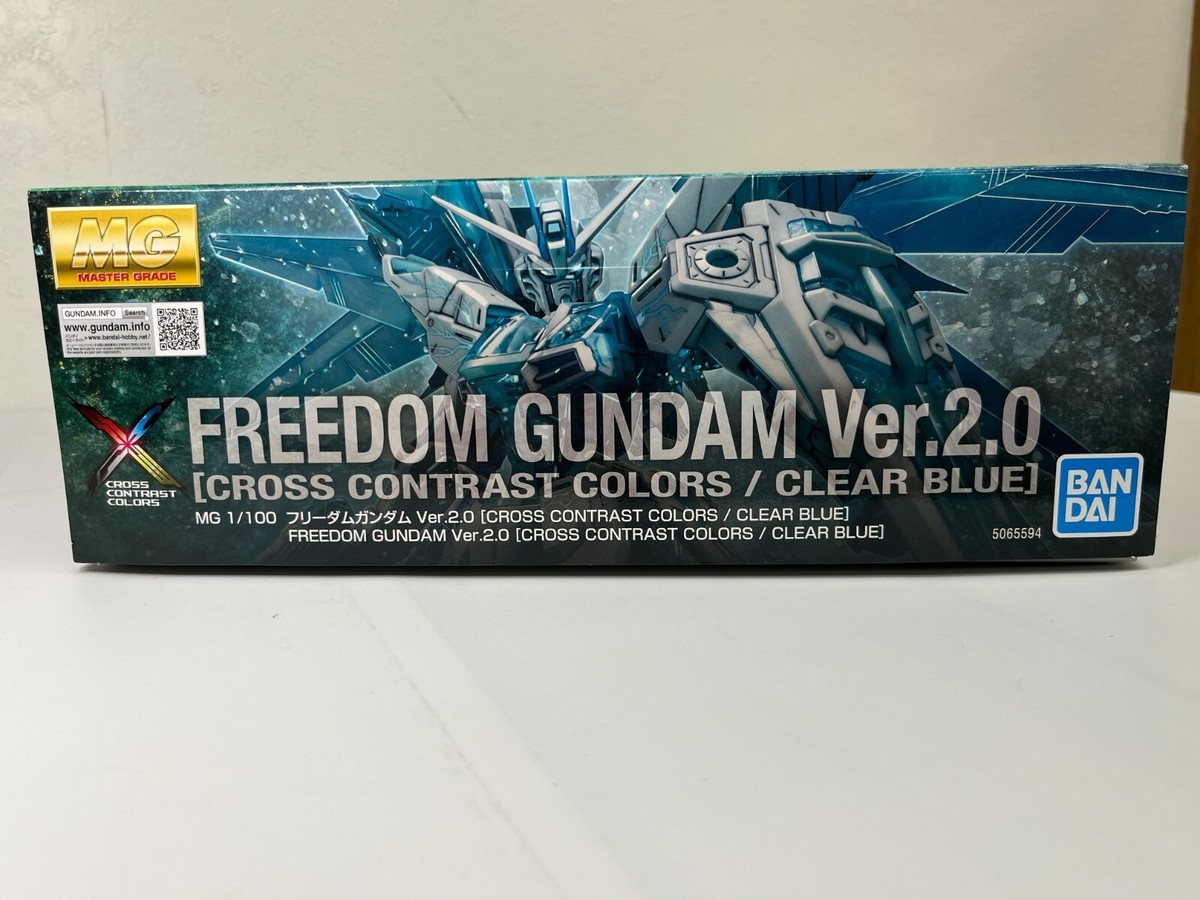 MG
MASTER GRADE
GUNDAM.INFO Search
www.gundam.info
www.bandai-hobby.net/
CROSS
CONTRAST
COLORS
FREEDOM GUNDAM Ver.2.0
[CROSS CONTRAST COLORS / CLEAR BLUE]
MG 1/100 フリーダムガンダム Ver.2.0 [CROSS CONTRAST COLORS / CLEAR BLUE]
FREEDOM GUNDAM Ver.2.0 [CROSS CONTRAST COLORS / CLEAR BLUE]
5065594
BAN
DAI